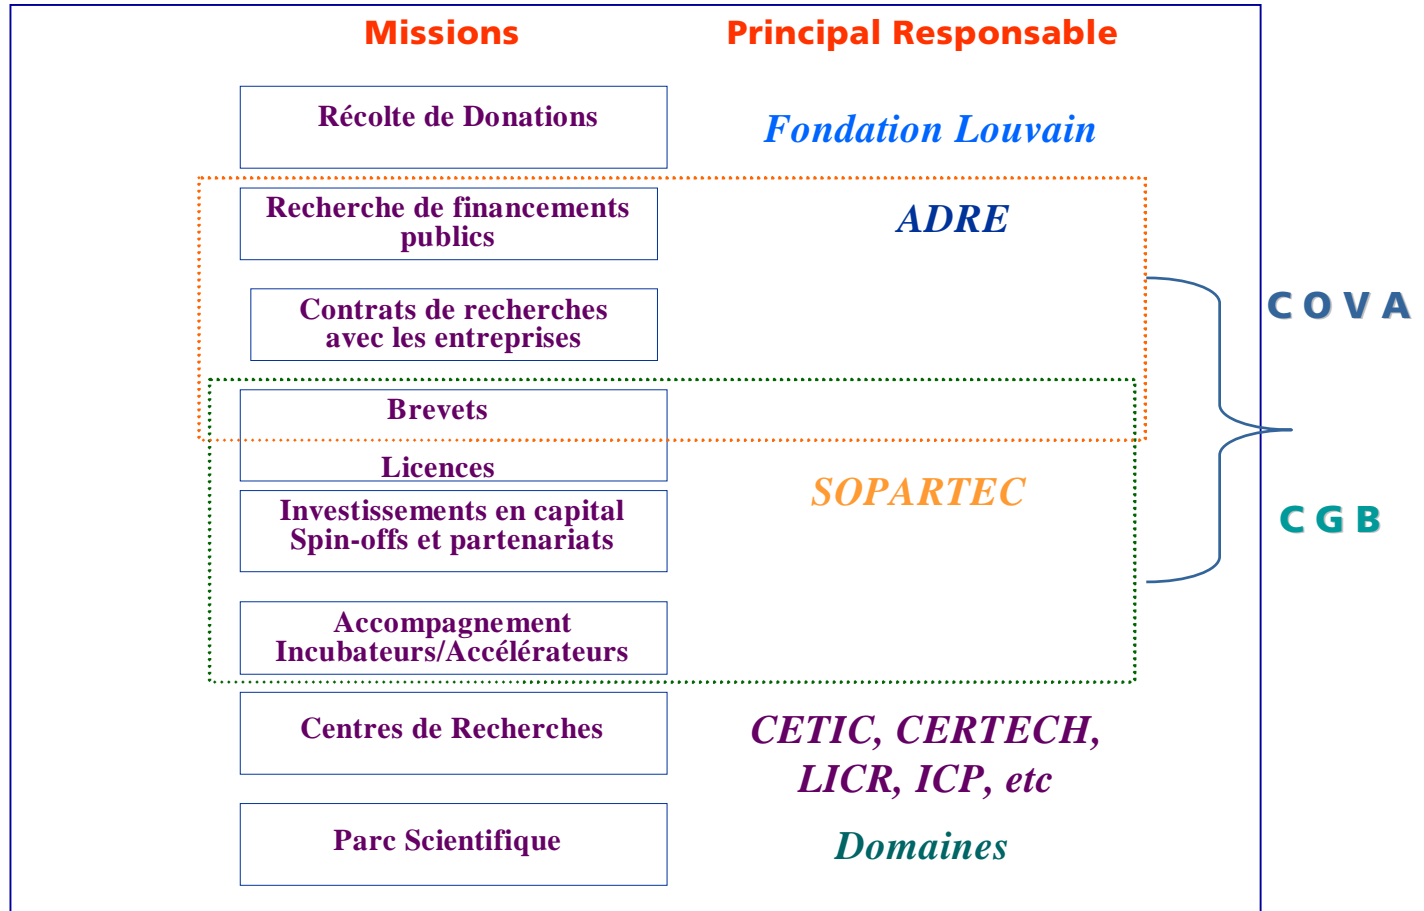 Missions Principal Responsable
Récolte de Donations
Fondation Louvain
Recherche de financements
publics
ADRE
Contrats de recherches
avec les entreprises
COVA
Brevets
Licences
SOPARTEC
Investissements en capital
Spin-offs et partenariats
CGB
Accompagnement
Incubateurs/Accélérateurs
Centres de Recherches
CETIC, CERTECH,
LICR, ICP, etc
Parc Scientifique
Domaines